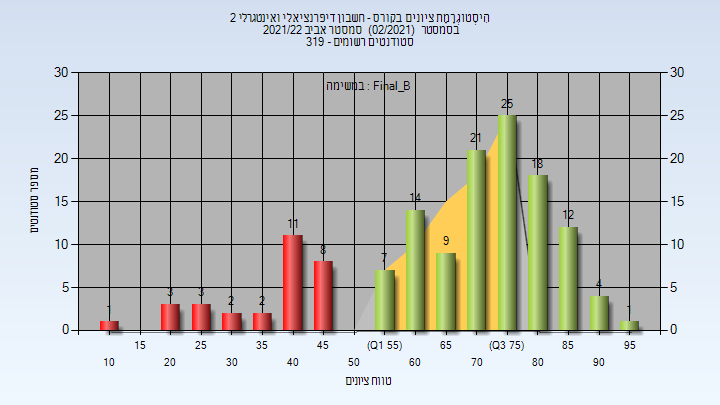 היסטוגרמת ציונים בקורס - חשבון דיפרנציאלי ואינטגרלי 2
בסמסטר (02/2021) סמסטר אביב 2021/22
סטודנטים רשומים - 319
במשימה : Final_B
30 30
25 25
20 20
15 15
10 10
5 5
0 0
מספר סטודנטים
1 3 3 2 2 11 8 7 14 9 21 25 18 12 4 1
15 25 35 45 (Q1 55) 65 (Q3 75) 85 95
10 20 30 40 50 60 70 80 90
טווח ציונים